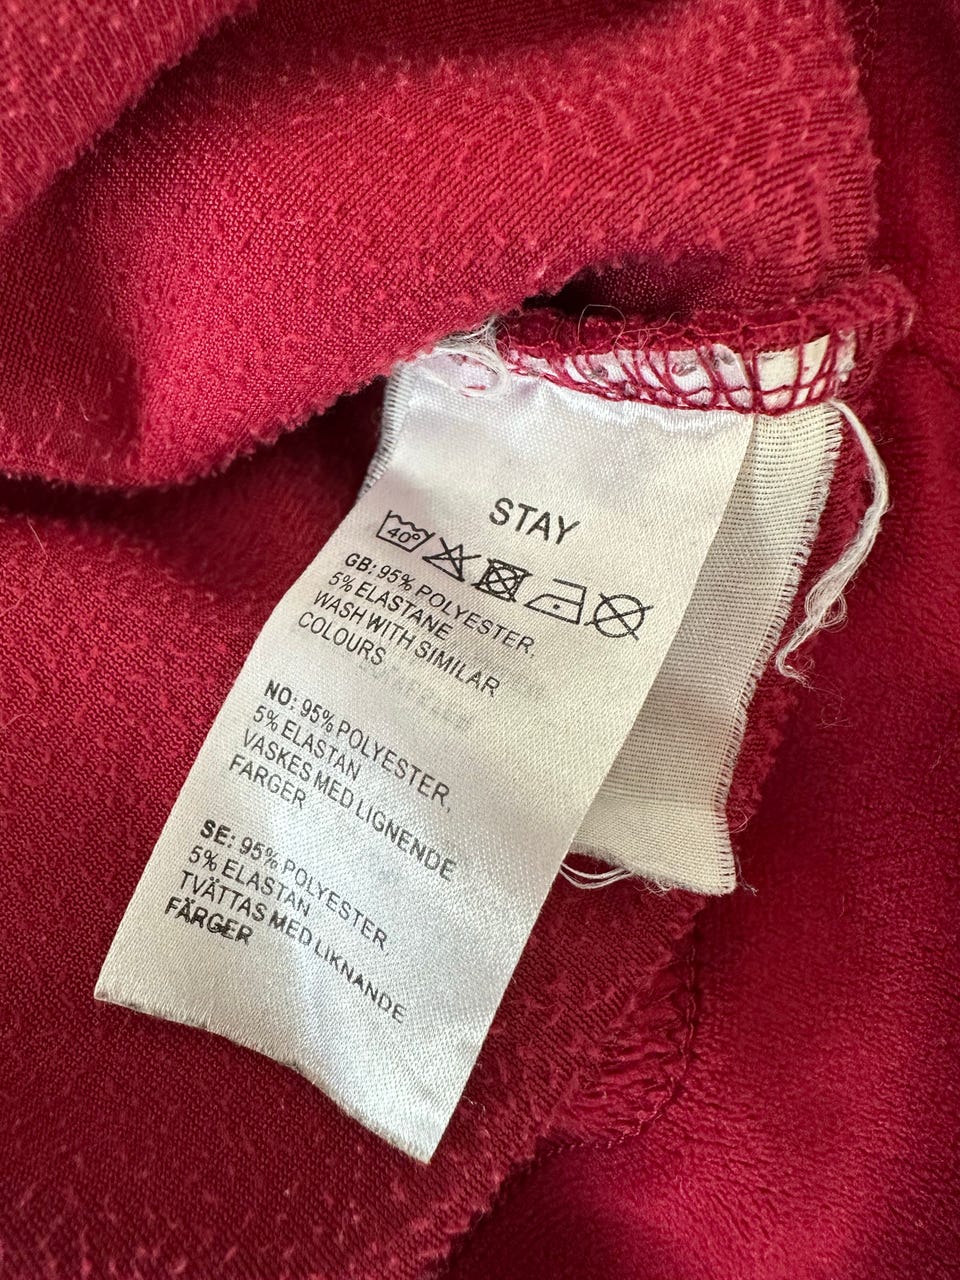 STAY
40°
GB: 95% POLYESTER,
5% ELASTANE
WASH WITH SIMILAR
COLOURS
NO: 95% POLYESTER,
5% ELASTAN
VASKES MED LIGNENDE
FARGER
SE: 95% POLYESTER,
5% ELASTAN
TVÄTTAS MED LIKNANDE
FÄRGER